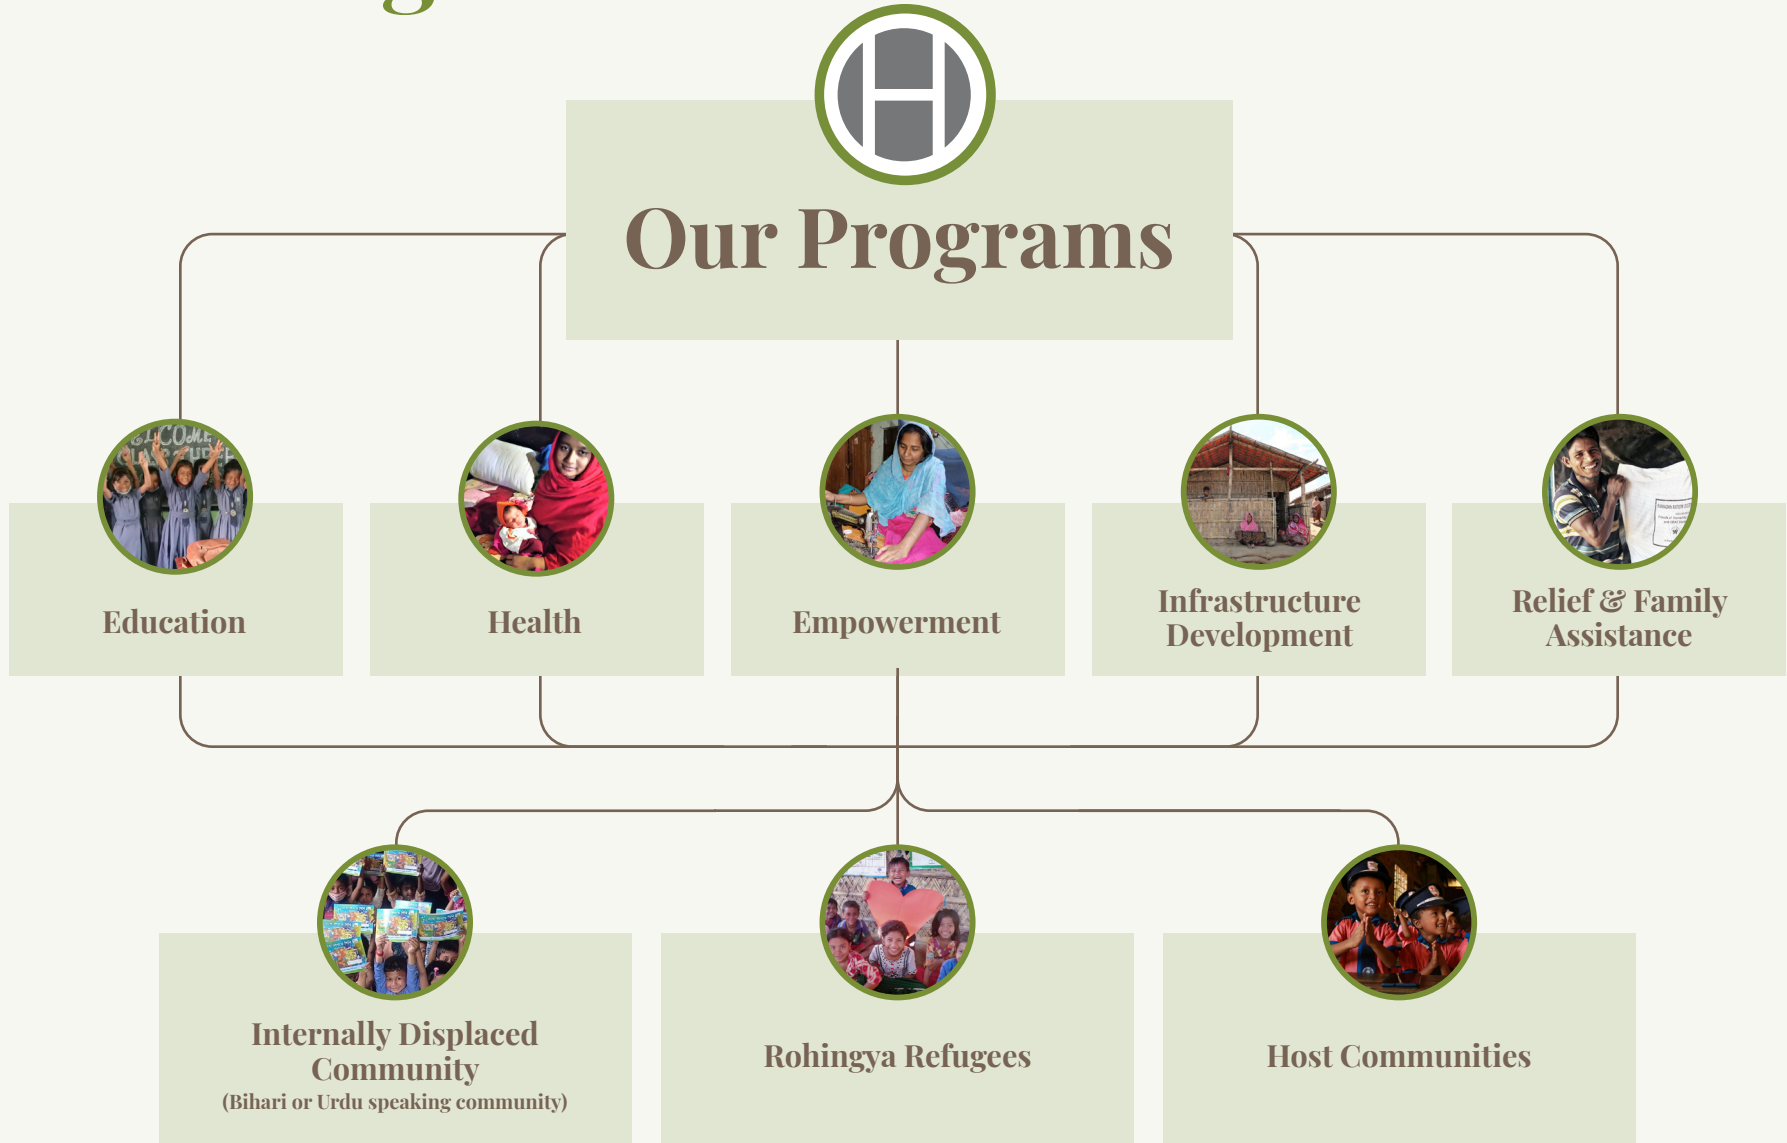 Our Programs
WELCOME
Education
Health
Empowerment
Infrastructure
Development
Relief & Family
Assistance
Internally Displaced
Community
(Bihari or Urdu speaking community)
Rohingya Refugees
Host Communities